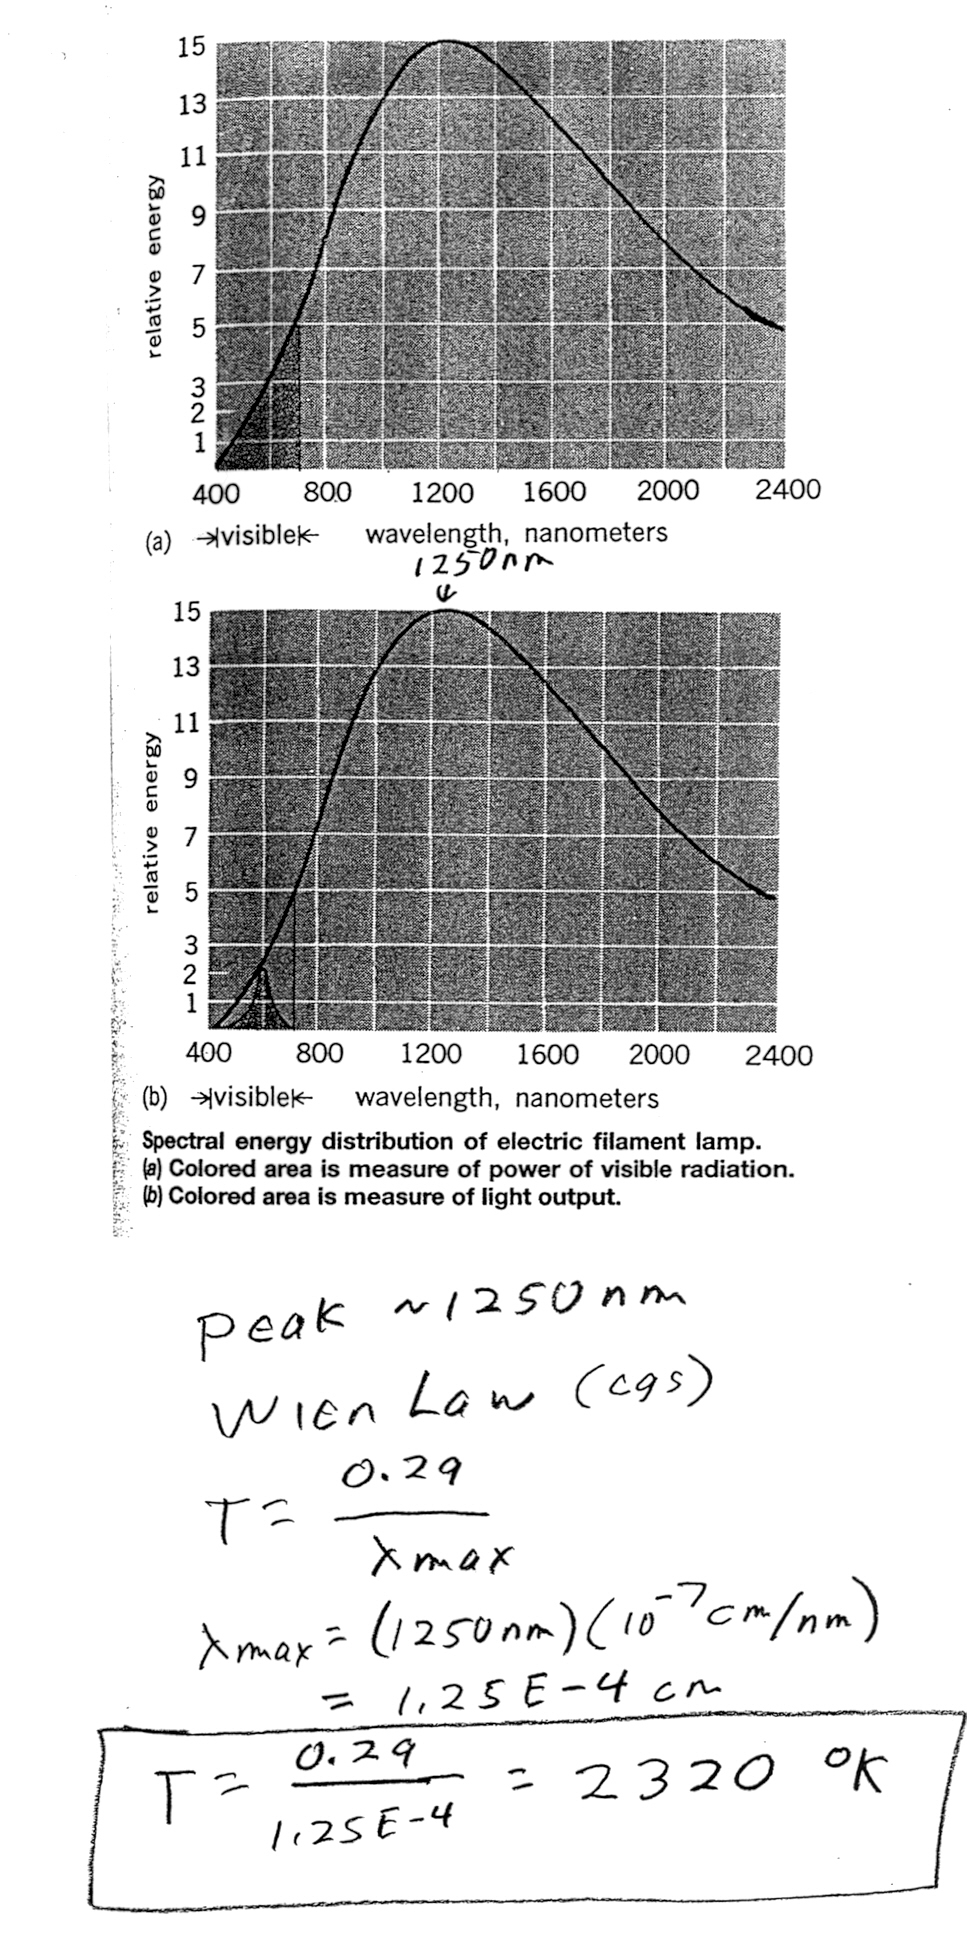 15
13
11
9
7
5
3
2
1
relative energy
400 800 1200 1600 2000 2400
(a) →|visible|← wavelength, nanometers
1250nm
↓
15
13
11
9
7
5
3
2
1
relative energy
400 800 1200 1600 2000 2400
(b) →|visible|← wavelength, nanometers
Spectral energy distribution of electric filament lamp.
(a) Colored area is measure of power of visible radiation.
(b) Colored area is measure of light output.
Peak ~1250nm
Wien Law (cgs)
0.29
T = ―
λmax
λmax = (1250nm)(10⁻⁷cm/nm)
= 1.25E-4 cm
0.29
T = ― = 2320 °K
1.25E-4